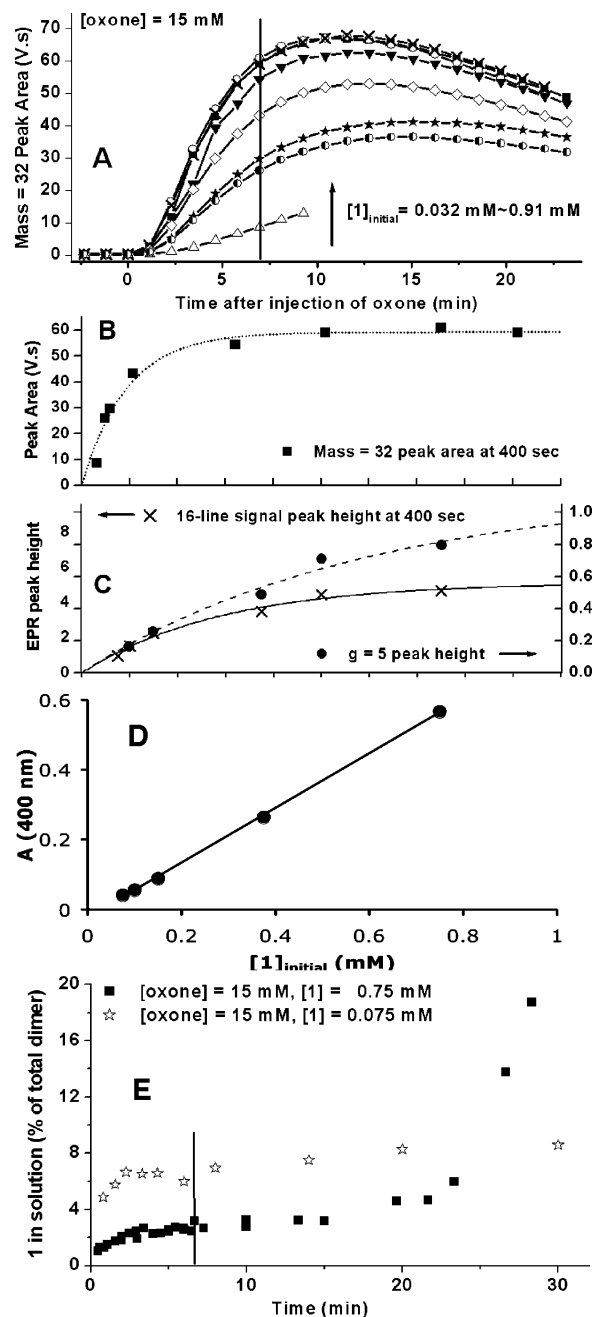 [oxone] = 15 mM
70
60
50
40
30
20
10
0
Mass = 32 Peak Area (V.s)
A
[1]initial = 0.032 mM~0.91 mM
0 5 10 15 20
Time after injection of oxone (min)
60
50
40
30
20
10
0
Peak Area (V.s)
B
Mass = 32 peak area at 400 sec
8
6
4
2
0
EPR peak height
16-line signal peak height at 400 sec
C
g = 5 peak height
1.0
0.8
0.6
0.4
0.2
0.0
0.6
0.4
0.2
0
A (400 nm)
D
0 0.2 0.4 0.6 0.8 1
[1]initial (mM)
20
16
12
8
4
0
1 in solution (% of total dimer)
[oxone] = 15 mM, [1] = 0.75 mM
[oxone] = 15 mM, [1] = 0.075 mM
E
0 10 20 30
Time (min)